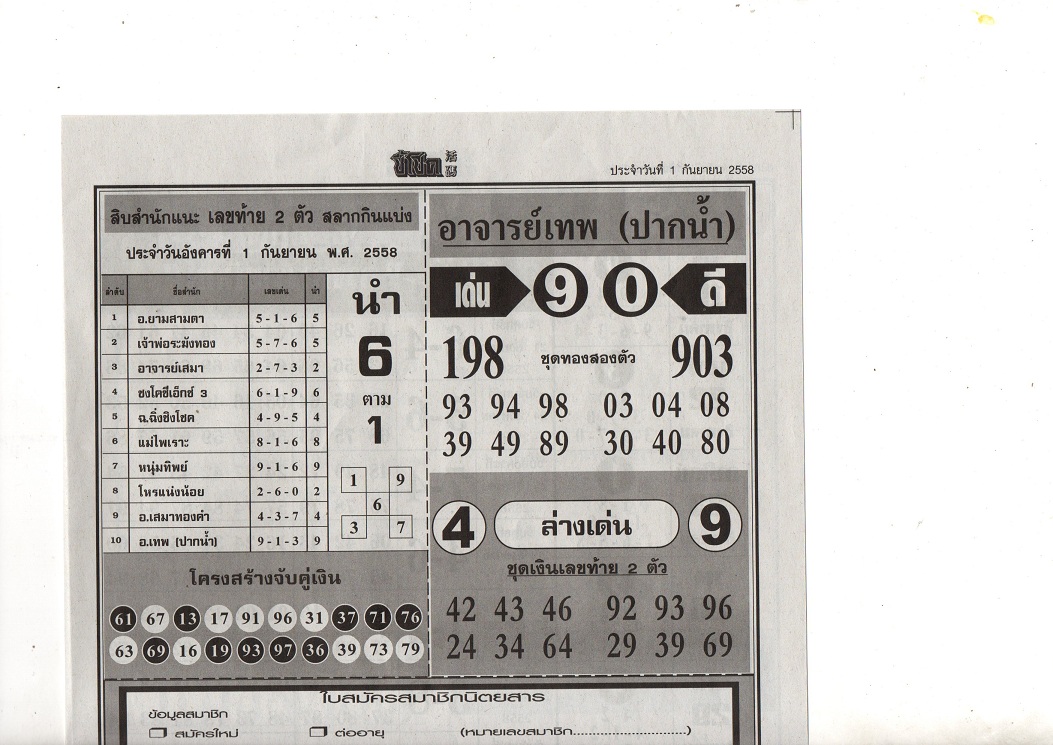 ชี้โชค
ประจำวันที่ 1 กันยายน 2558
สิบสำนักแนะ เลขท้าย 2 ตัว สลากกินแบ่ง
ประจำวันอังคารที่ 1 กันยายน พ.ศ. 2558
ลำดับ ชื่อสำนัก เลขเด่น นำ
1 อ.ยามสามตา 5 - 1 - 6 5
2 เจ้าพ่อระฆังทอง 5 - 7 - 6 5
3 อาจารย์เสมา 2 - 7 - 3 2
4 ชงโคซีเอ็กซ์ 3 6 - 1 - 9 6
5 ฉ.ฉิ่งชิงโชค 4 - 9 - 5 4
6 แม่ไพเราะ 8 - 1 - 6 8
7 หนุ่มทิพย์ 9 - 1 - 6 9
8 โหรแน่งน้อย 2 - 6 - 0 2
9 อ.เสมาทองคำ 4 - 3 - 7 4
10 อ.เทพ (ปากน้ำ) 9 - 1 - 3 9
นำ
6
ตาม
1
1 9
6
3 7
โครงสร้างจับคู่เงิน
61 67 13 17 91 96 31 37 71 76
63 69 16 19 93 97 36 39 73 79
อาจารย์เทพ (ปากน้ำ)
เด่น 9 0 ดี
198 ชุดทองสองตัว 903
93 94 98 03 04 08
39 49 89 30 40 80
4 ล่างเด่น 9
ชุดเงินเลขท้าย 2 ตัว
42 43 46 92 93 96
24 34 64 29 39 69
ใบสมัครสมาชิกนิตยสาร
ข้อมูลสมาชิก
สมัครใหม่ ต่ออายุ (หมายเลขสมาชิก..............................)